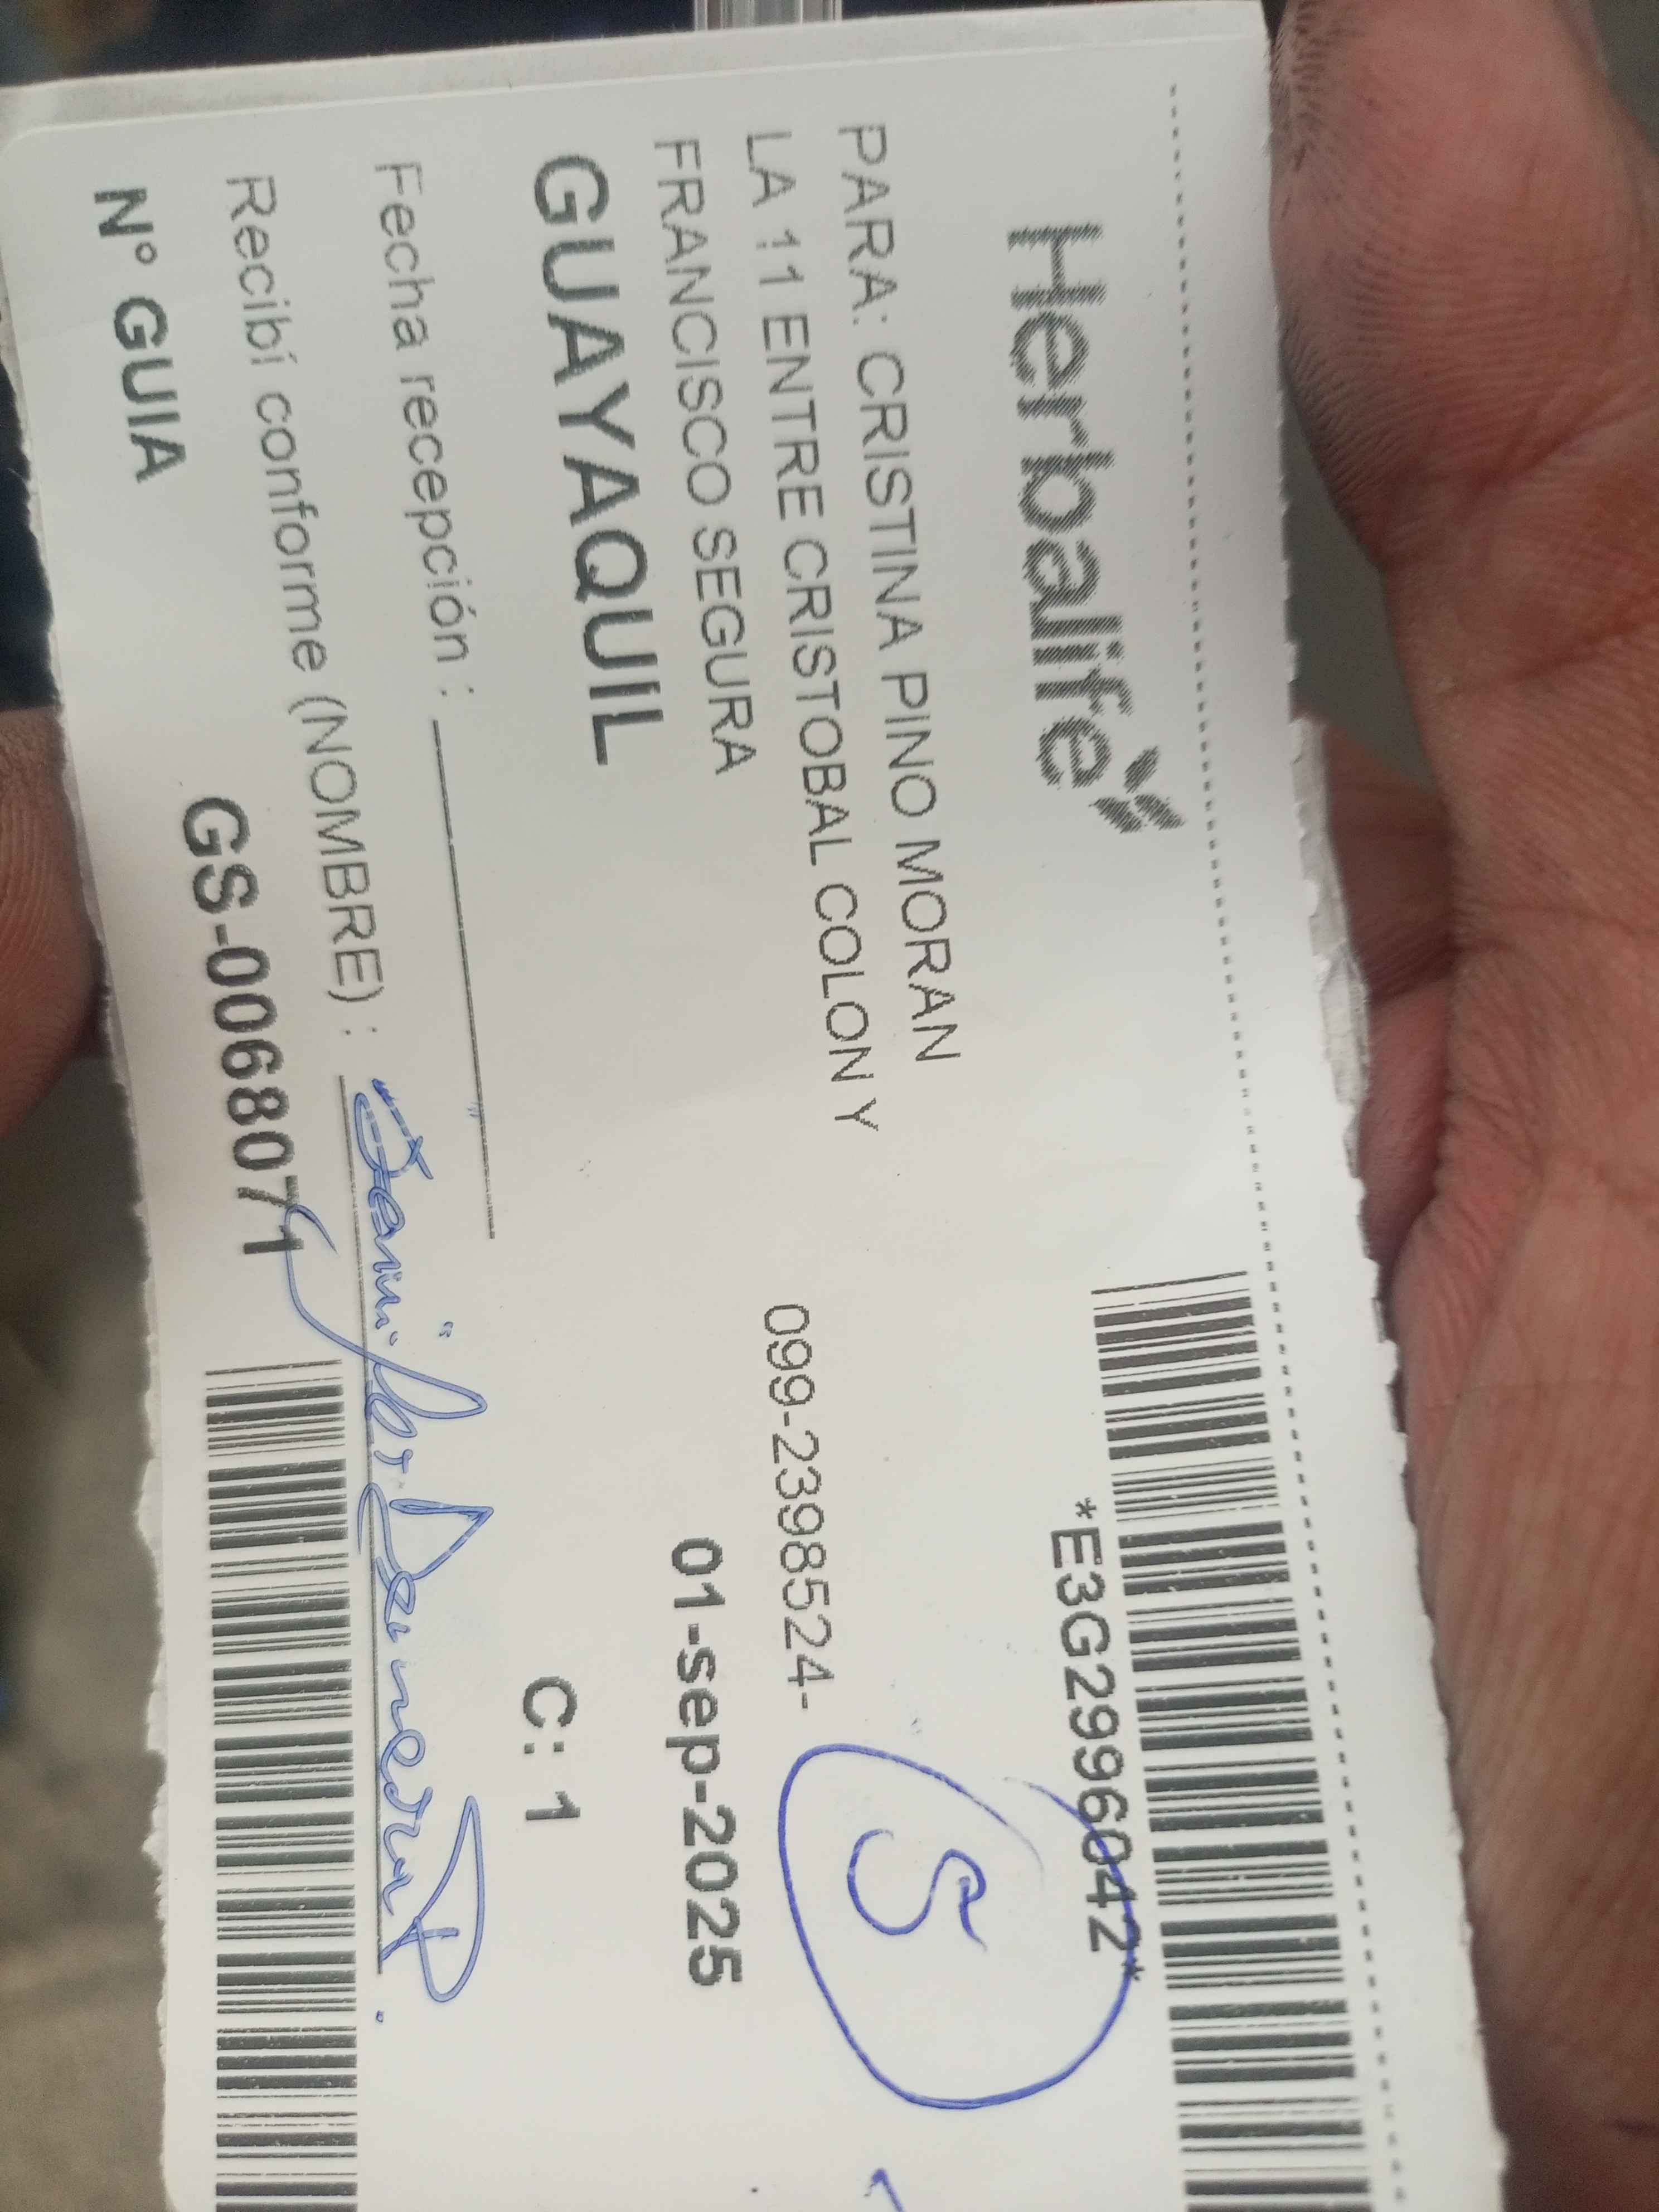 Herbalife
*E3G2996042*
PARA: CRISTINA PINO MORAN
LA 11 ENTRE CRISTOBAL COLON Y
099-2398524-
S
FRANCISCO SEGURA
01-sep-2025
GUAYAQUIL
C: 1
Fecha recepción :
Recibí conforme (NOMBRE) :
N° GUIA
GS-00680771